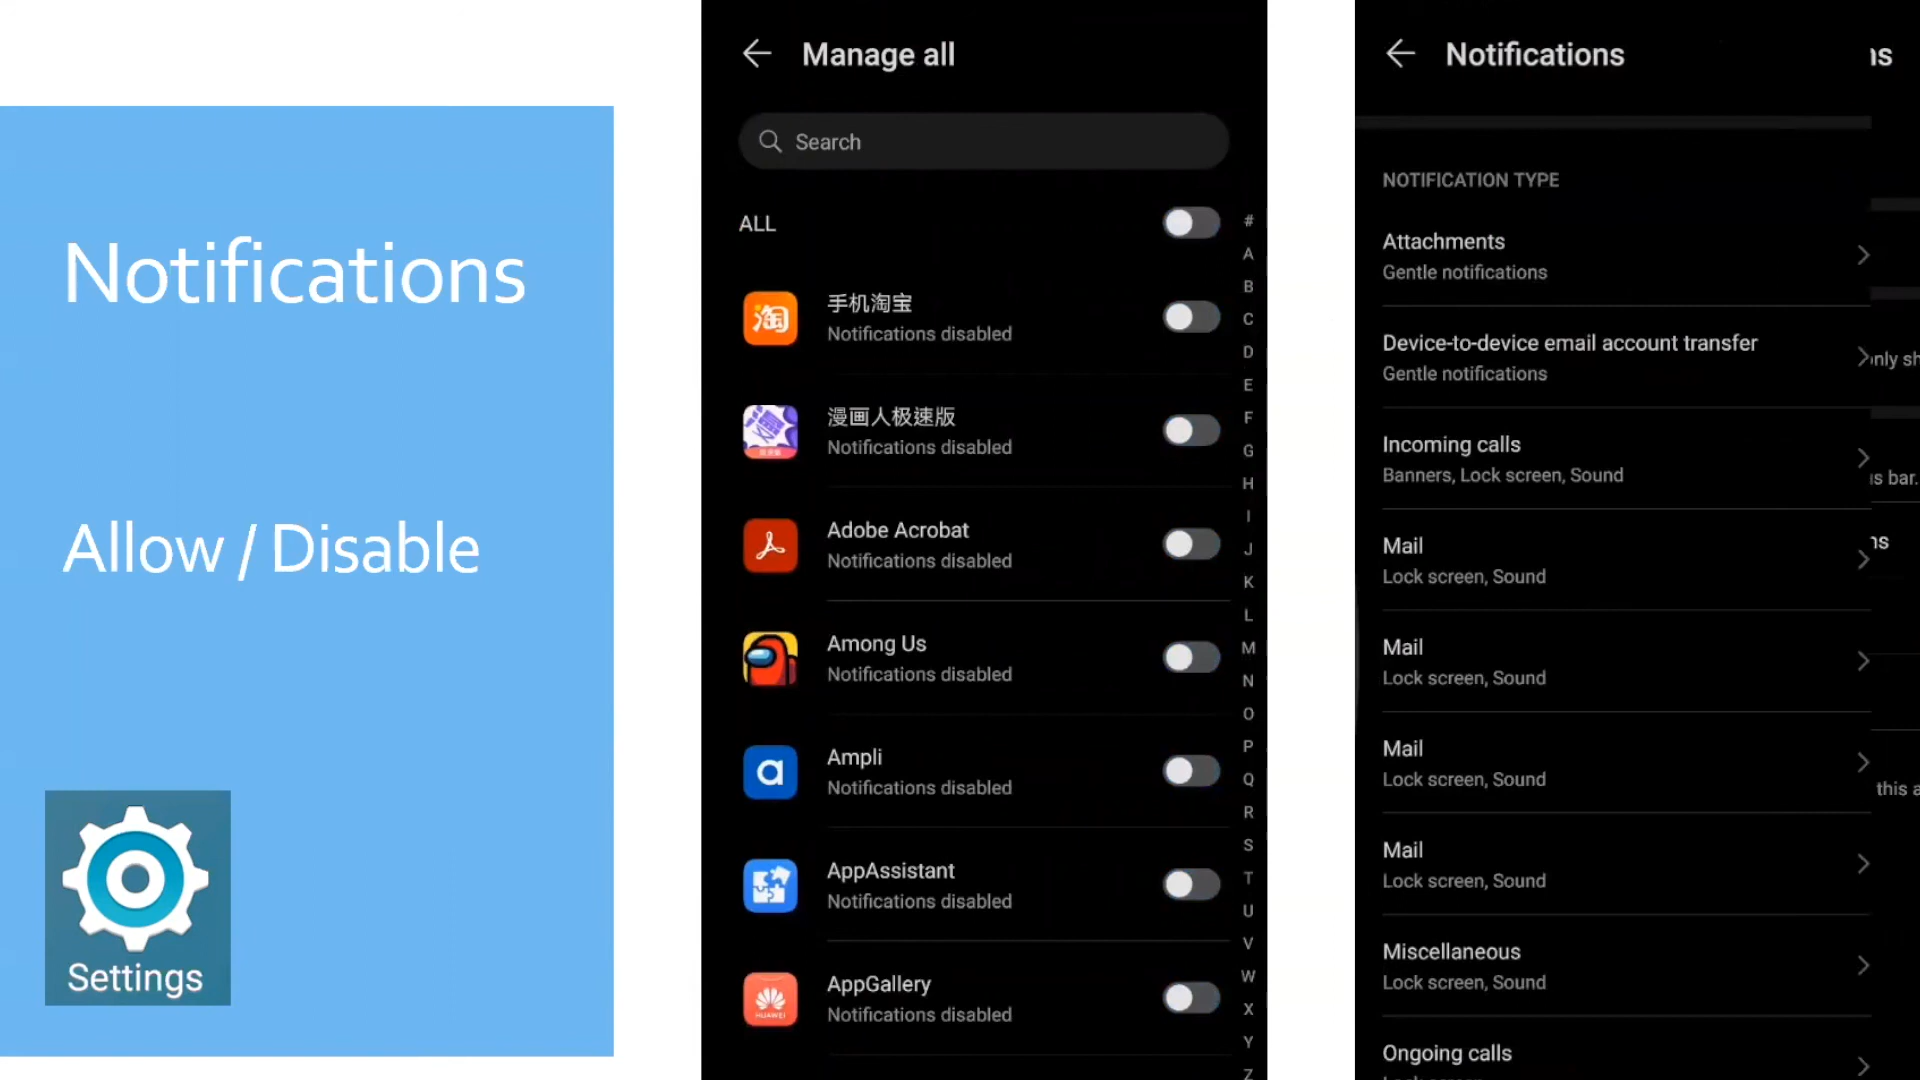 Notifications
Allow / Disable
Settings
Manage all
Search
ALL
手机淘宝
Notifications disabled
漫画人极速版
Notifications disabled
Adobe Acrobat
Notifications disabled
Among Us
Notifications disabled
Ampli
Notifications disabled
AppAssistant
Notifications disabled
AppGallery
Notifications disabled
HUAWEI
#
A
B
C
D
E
F
G
H
I
J
K
L
M
N
O
P
Q
R
S
T
U
V
W
X
Y
Z
Notifications
NOTIFICATION TYPE
Attachments
Gentle notifications
Device-to-device email account transfer
Gentle notifications
Incoming calls
Banners, Lock screen, Sound
Mail
Lock screen, Sound
Mail
Lock screen, Sound
Mail
Lock screen, Sound
Mail
Lock screen, Sound
Miscellaneous
Lock screen, Sound
Ongoing calls
bar.
this